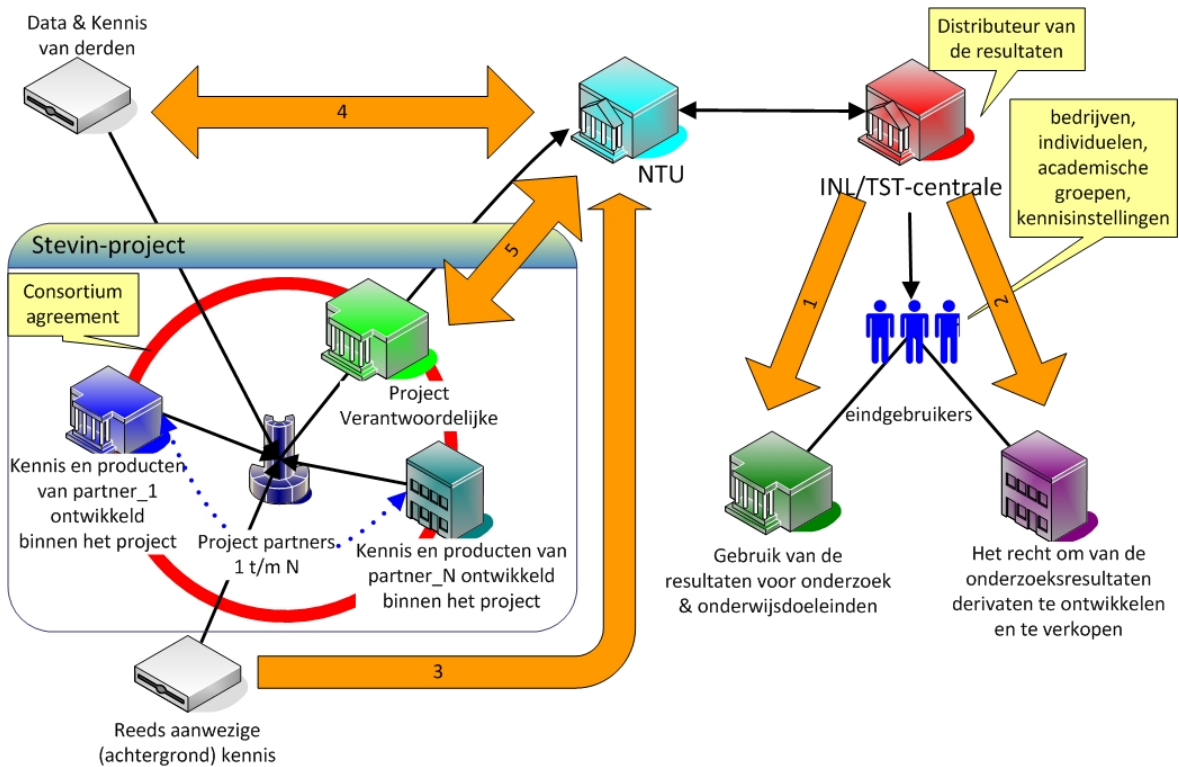 Data & Kennis
van derden
4
NTU
INL/TST-centrale
Distributeur van
de resultaten
bedrijven,
individuelen,
academische
groepen,
kennisinstellingen
5
1
2
Stevin-project
Consortium
agreement
Project
Verantwoordelijke
Kennis en producten
van partner_1
ontwikkeld
binnen het project
Project partners
1 t/m N
Kennis en producten van
partner_N ontwikkeld
binnen het project
eindgebruikers
Gebruik van de
resultaten voor onderzoek
& onderwijsdoeleinden
Het recht om van de
onderzoeksresultaten
derivaten te ontwikkelen
en te verkopen
3
Reeds aanwezige
(achtergrond) kennis